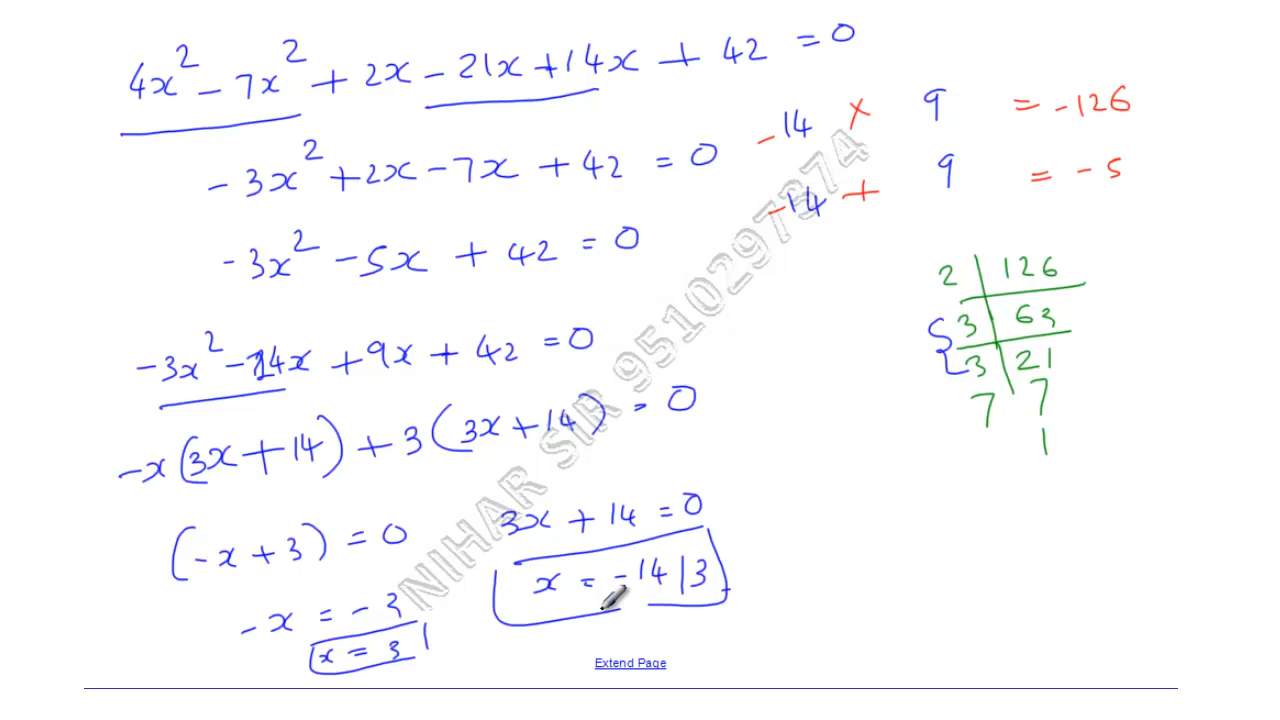 4x² - 7x² + 2x - 21x + 14x + 42 = 0
-3x² + 2x - 7x + 42 = 0
-3x² - 5x + 42 = 0
-3x² - 14x + 9x + 42 = 0
-x(3x + 14) + 3(3x + 14) = 0
(-x + 3) = 0
3x + 14 = 0
-x = -3
x = -14/3
x = 3
-14 × 9 = -126
-14 + 9 = -5
2 | 126
3 | 63
3 | 21
7 7
1
NIHAR SIR 9510297374
Extend Page